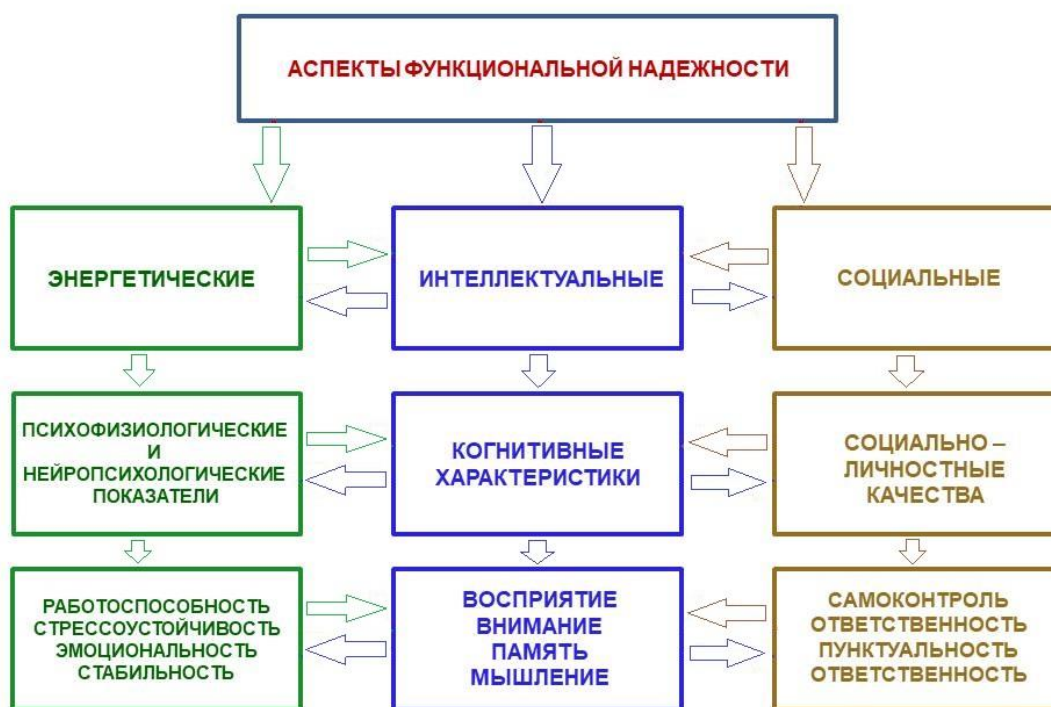 АСПЕКТЫ ФУНКЦИОНАЛЬНОЙ НАДЕЖНОСТИ
ЭНЕРГЕТИЧЕСКИЕ
ИНТЕЛЛЕКТУАЛЬНЫЕ
СОЦИАЛЬНЫЕ
ПСИХОФИЗИОЛОГИЧЕСКИЕ
И
НЕЙРОПСИХОЛОГИЧЕСКИЕ
ПОКАЗАТЕЛИ
КОГНИТИВНЫЕ
ХАРАКТЕРИСТИКИ
СОЦИАЛЬНО –
ЛИЧНОСТНЫЕ
КАЧЕСТВА
РАБОТОСПОСОБНОСТЬ
СТРЕССОУСТОЙЧИВОСТЬ
ЭМОЦИОНАЛЬНОСТЬ
СТАБИЛЬНОСТЬ
ВОСПРИЯТИЕ
ВНИМАНИЕ
ПАМЯТЬ
МЫШЛЕНИЕ
САМОКОНТРОЛЬ
ОТВЕТСТВЕННОСТЬ
ПУНКТУАЛЬНОСТЬ
ОТВЕТСТВЕННОСТЬ